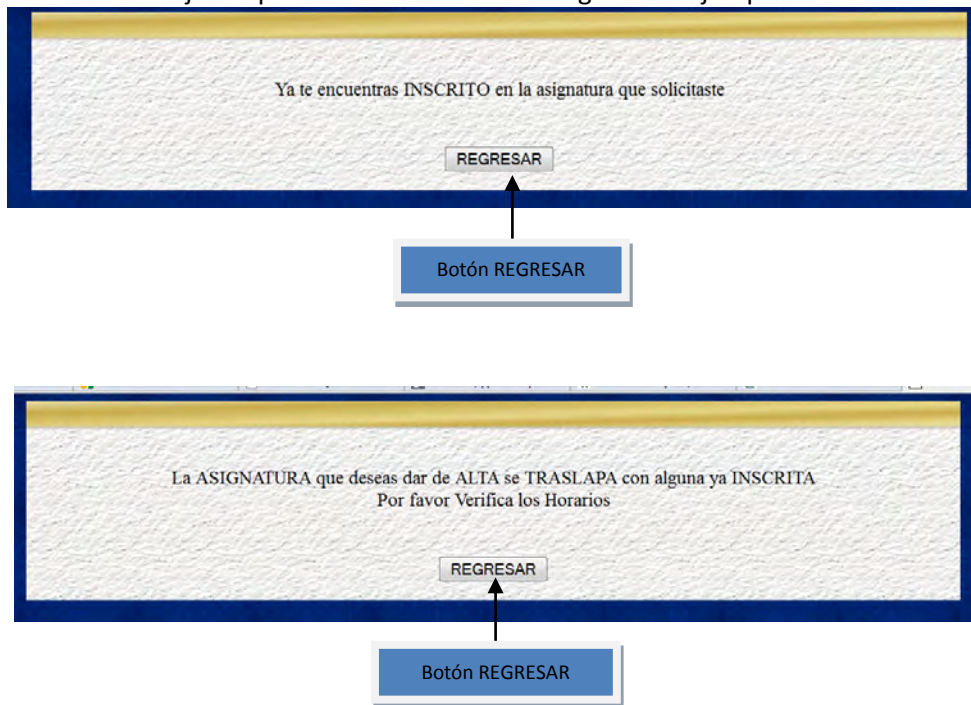 Ya te encuentras INSCRITO en la asignatura que solicitaste
REGRESAR
Botón REGRESAR
La ASIGNATURA que deseas dar de ALTA se TRASLAPA con alguna ya INSCRITA
Por favor Verifica los Horarios
REGRESAR
Botón REGRESAR